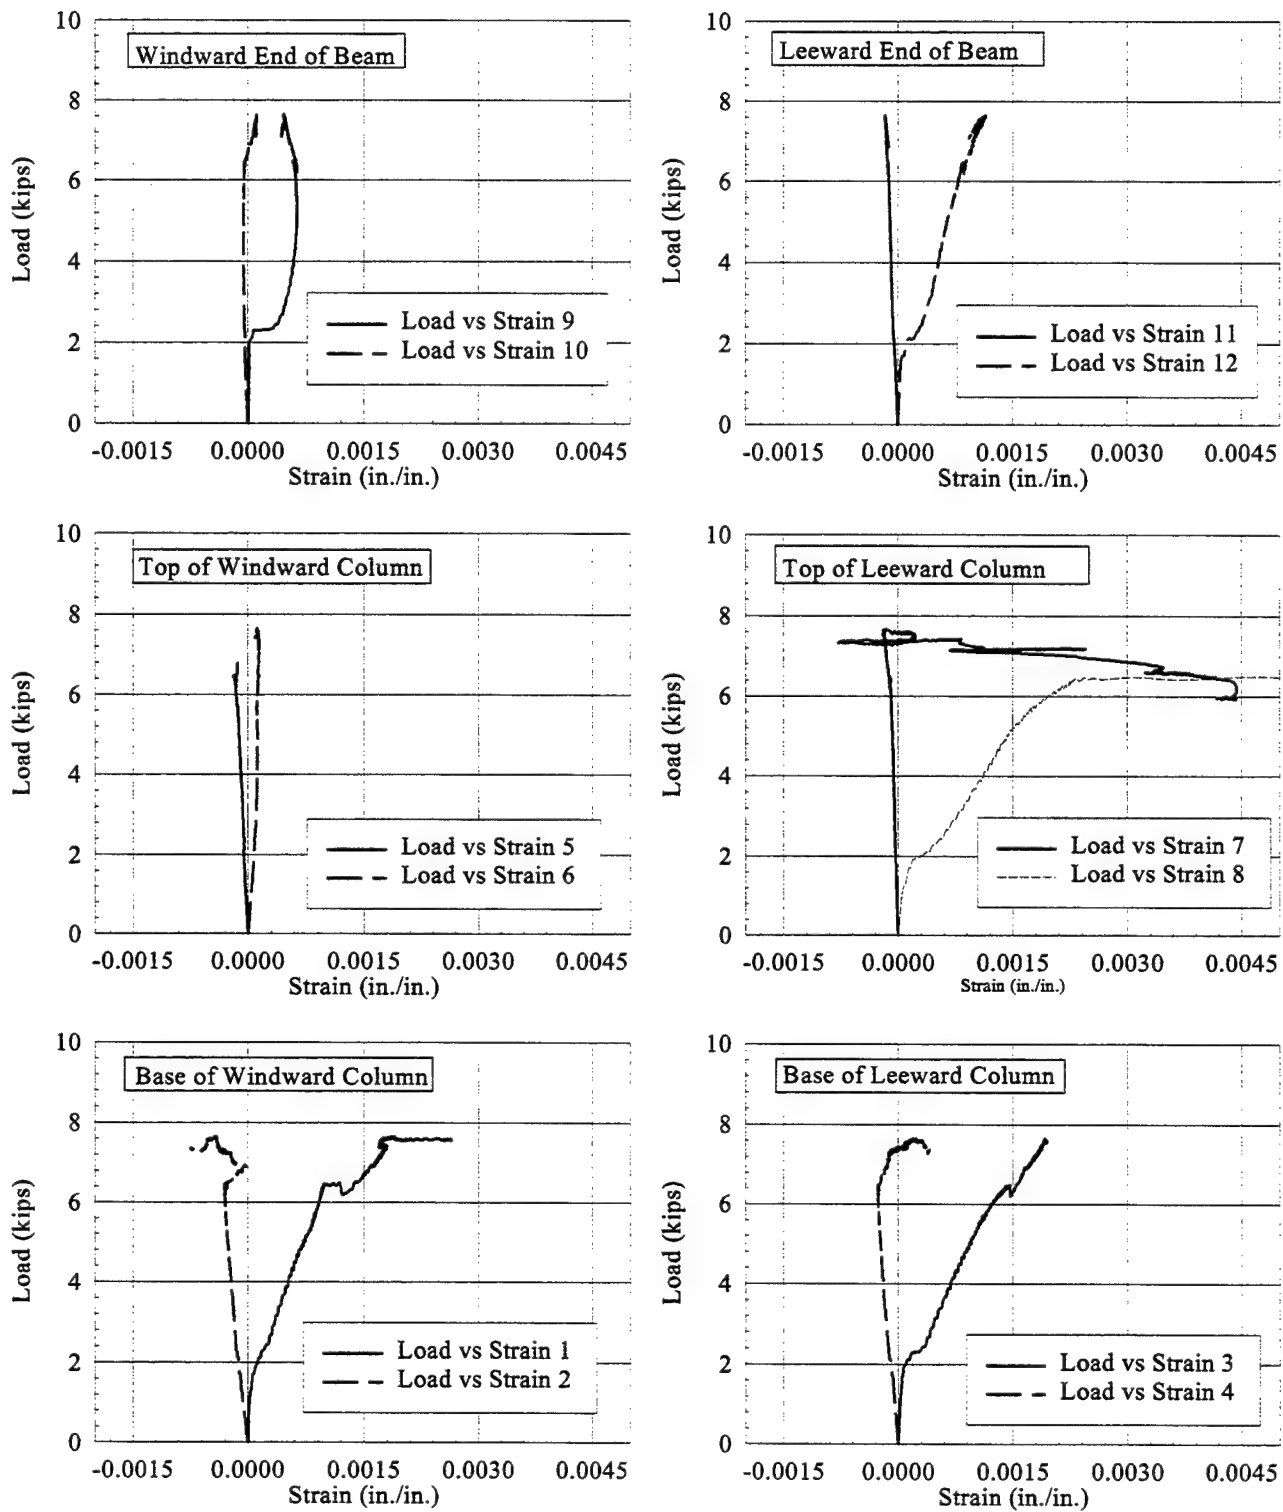 Windward End of Beam
Load (kips)
10
8
6
4
2
0
Load vs Strain 9
Load vs Strain 10
-0.0015 0.0000 0.0015 0.0030 0.0045
Strain (in./in.)
Leeward End of Beam
Load (kips)
10
8
6
4
2
0
Load vs Strain 11
Load vs Strain 12
-0.0015 0.0000 0.0015 0.0030 0.0045
Strain (in./in.)
Top of Windward Column
Load (kips)
10
8
6
4
2
0
Load vs Strain 5
Load vs Strain 6
-0.0015 0.0000 0.0015 0.0030 0.0045
Strain (in./in.)
Top of Leeward Column
Load (kips)
10
8
6
4
2
0
Load vs Strain 7
Load vs Strain 8
-0.0015 0.0000 0.0015 0.0030 0.0045
Strain (in./in.)
Base of Windward Column
Load (kips)
10
8
6
4
2
0
Load vs Strain 1
Load vs Strain 2
-0.0015 0.0000 0.0015 0.0030 0.0045
Strain (in./in.)
Base of Leeward Column
Load (kips)
10
8
6
4
2
0
Load vs Strain 3
Load vs Strain 4
-0.0015 0.0000 0.0015 0.0030 0.0045
Strain (in./in.)